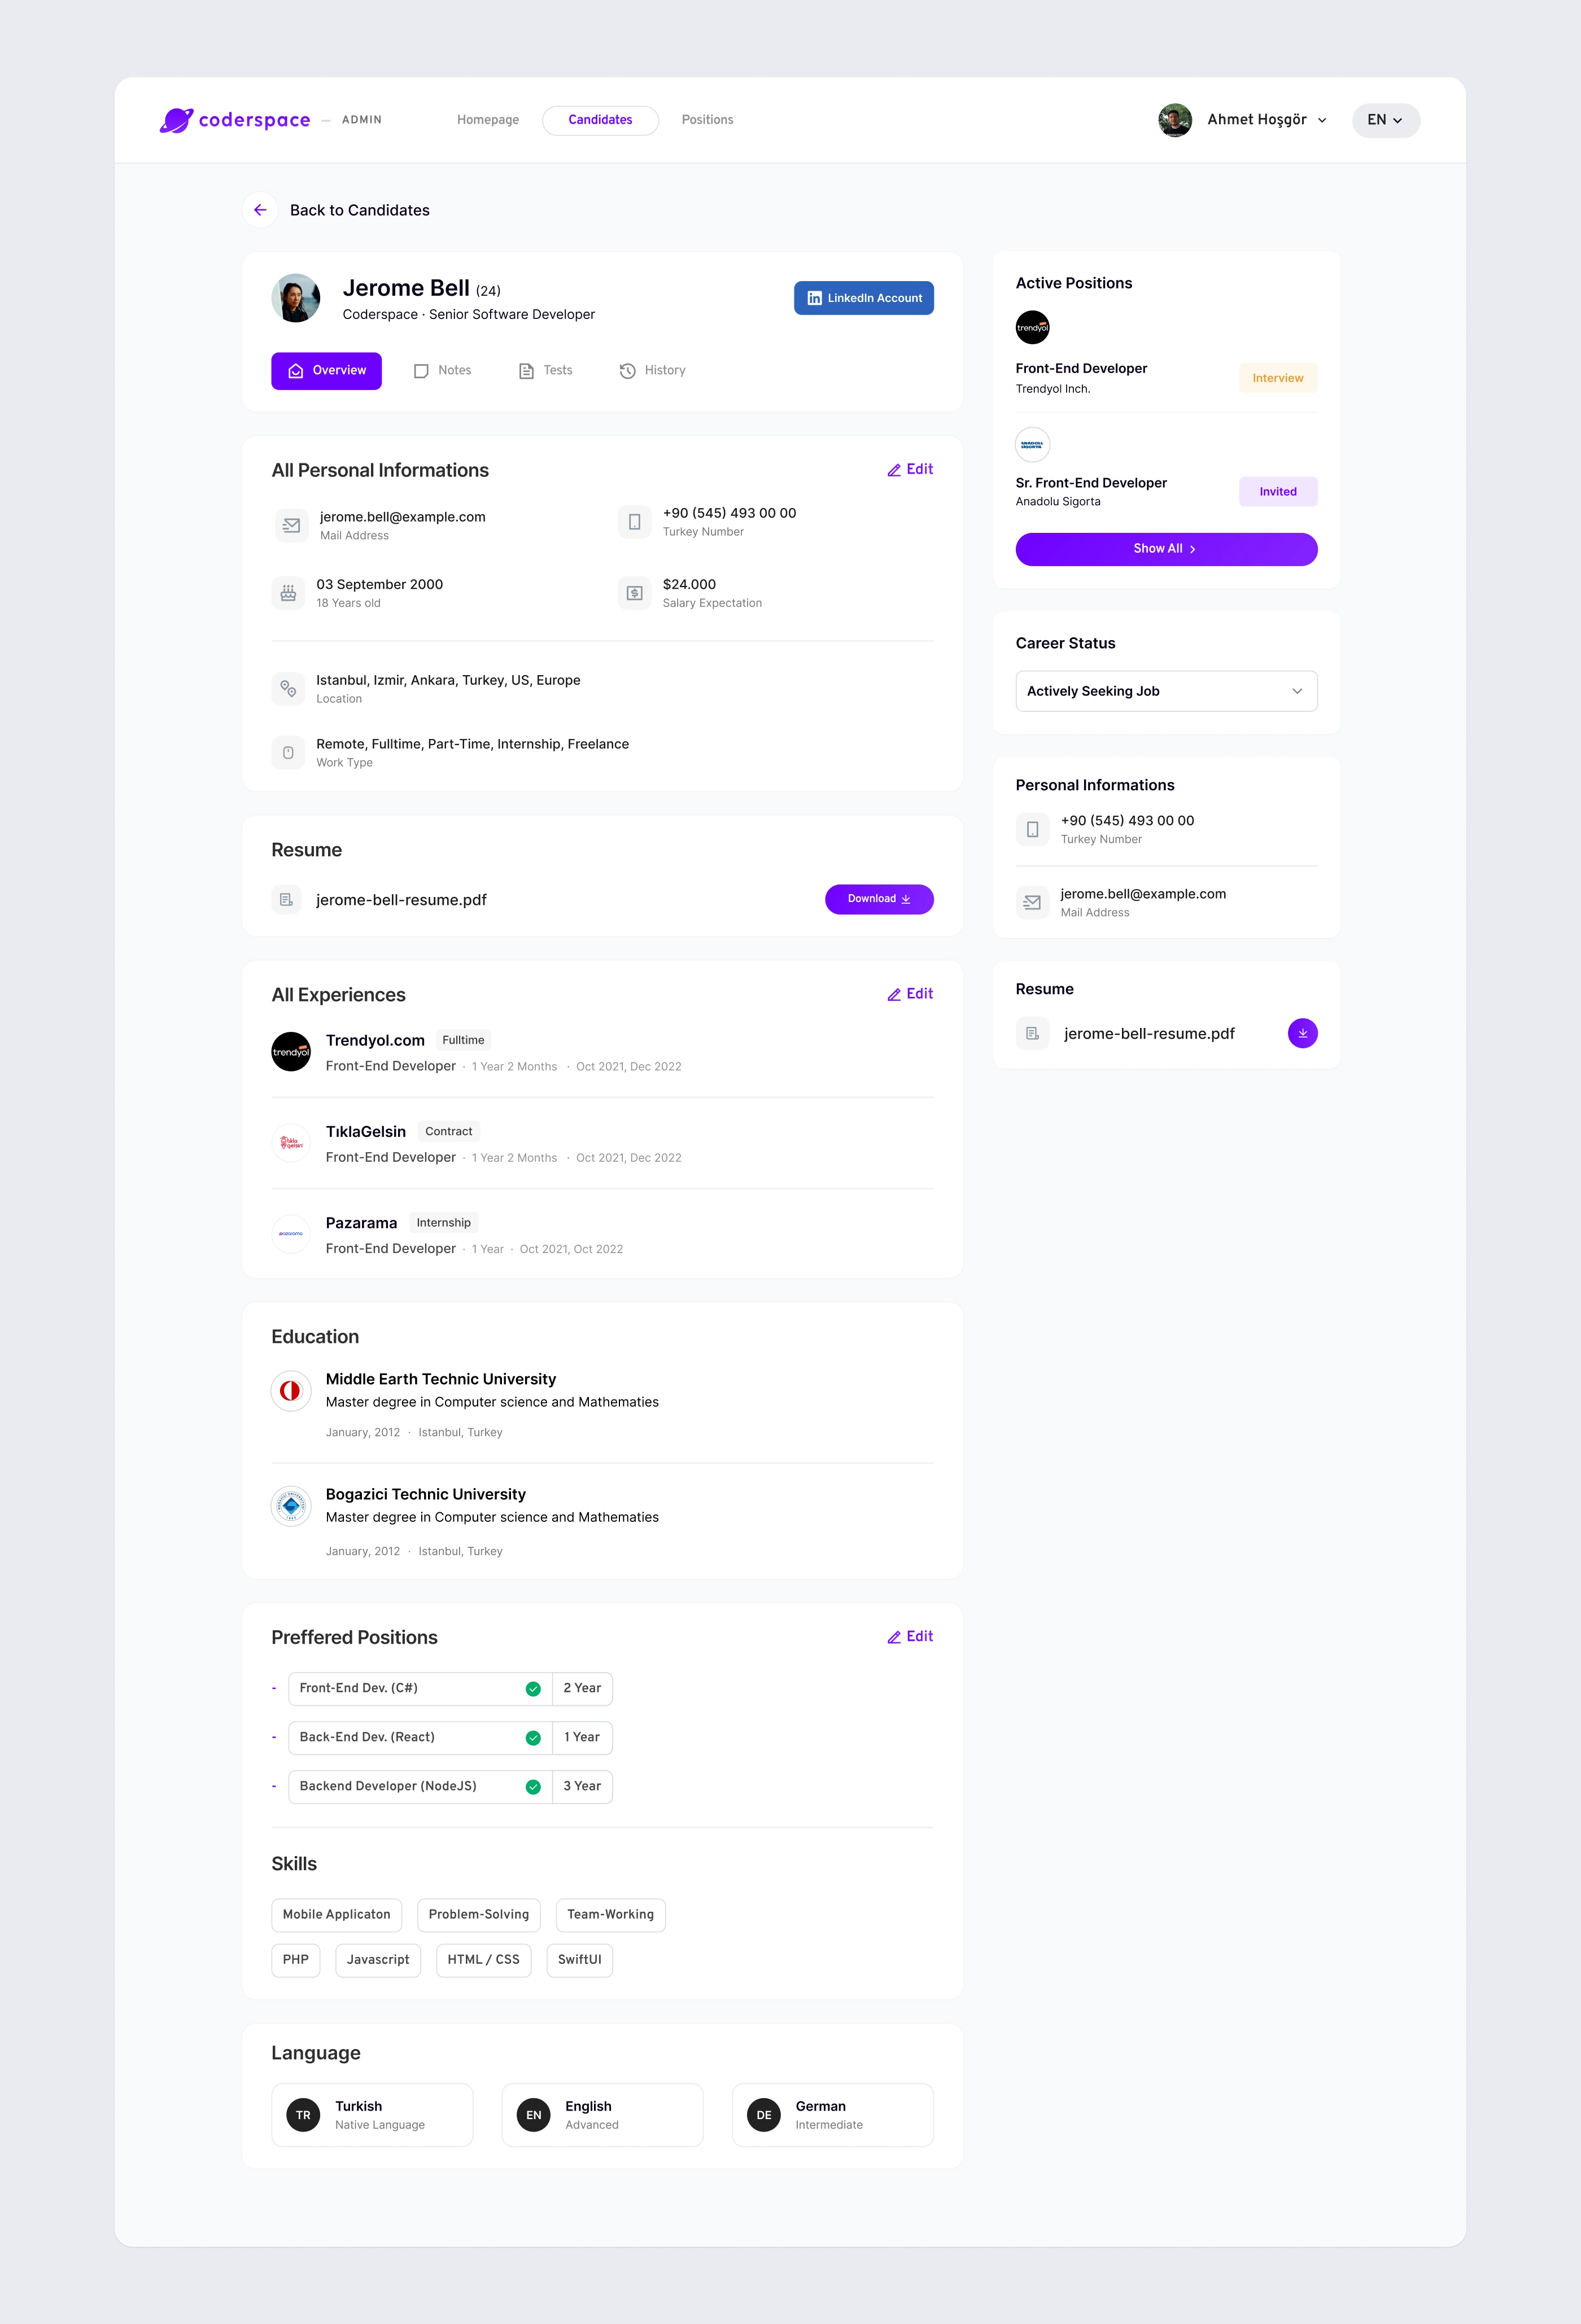 coderspace — ADMIN
Homepage
Candidates
Positions
Ahmet Hoşgör
EN
Back to Candidates
Jerome Bell (24)
Coderspace · Senior Software Developer
LinkedIn Account
Overview
Notes
Tests
History
All Personal Informations
Edit
jerome.bell@example.com
Mail Address
+90 (545) 493 00 00
Turkey Number
03 September 2000
18 Years old
$24.000
Salary Expectation
Istanbul, Izmir, Ankara, Turkey, US, Europe
Location
Remote, Fulltime, Part-Time, Internship, Freelance
Work Type
Resume
jerome-bell-resume.pdf
Download
All Experiences
Edit
trendyol
Trendyol.com Fulltime
Front-End Developer · 1 Year 2 Months · Oct 2021, Dec 2022
tıkla
gelsin
TıklaGelsin Contract
Front-End Developer · 1 Year 2 Months · Oct 2021, Dec 2022
pazarama
Pazarama Internship
Front-End Developer · 1 Year · Oct 2021, Oct 2022
Education
Middle Earth Technic University
Master degree in Computer science and Mathematies
January, 2012 · Istanbul, Turkey
Bogazici Technic University
Master degree in Computer science and Mathematies
January, 2012 · Istanbul, Turkey
Preffered Positions
Edit
- Front-End Dev. (C#) 2 Year
- Back-End Dev. (React) 1 Year
- Backend Developer (NodeJS) 3 Year
Skills
Mobile Applicaton
Problem-Solving
Team-Working
PHP
Javascript
HTML / CSS
SwiftUI
Language
TR
Turkish
Native Language
EN
English
Advanced
DE
German
Intermediate
Active Positions
trendyol
Front-End Developer
Trendyol Inch.
Interview
ANADOLU
SIGORTA
Sr. Front-End Developer
Anadolu Sigorta
Invited
Show All
Career Status
Actively Seeking Job
Personal Informations
+90 (545) 493 00 00
Turkey Number
jerome.bell@example.com
Mail Address
Resume
jerome-bell-resume.pdf